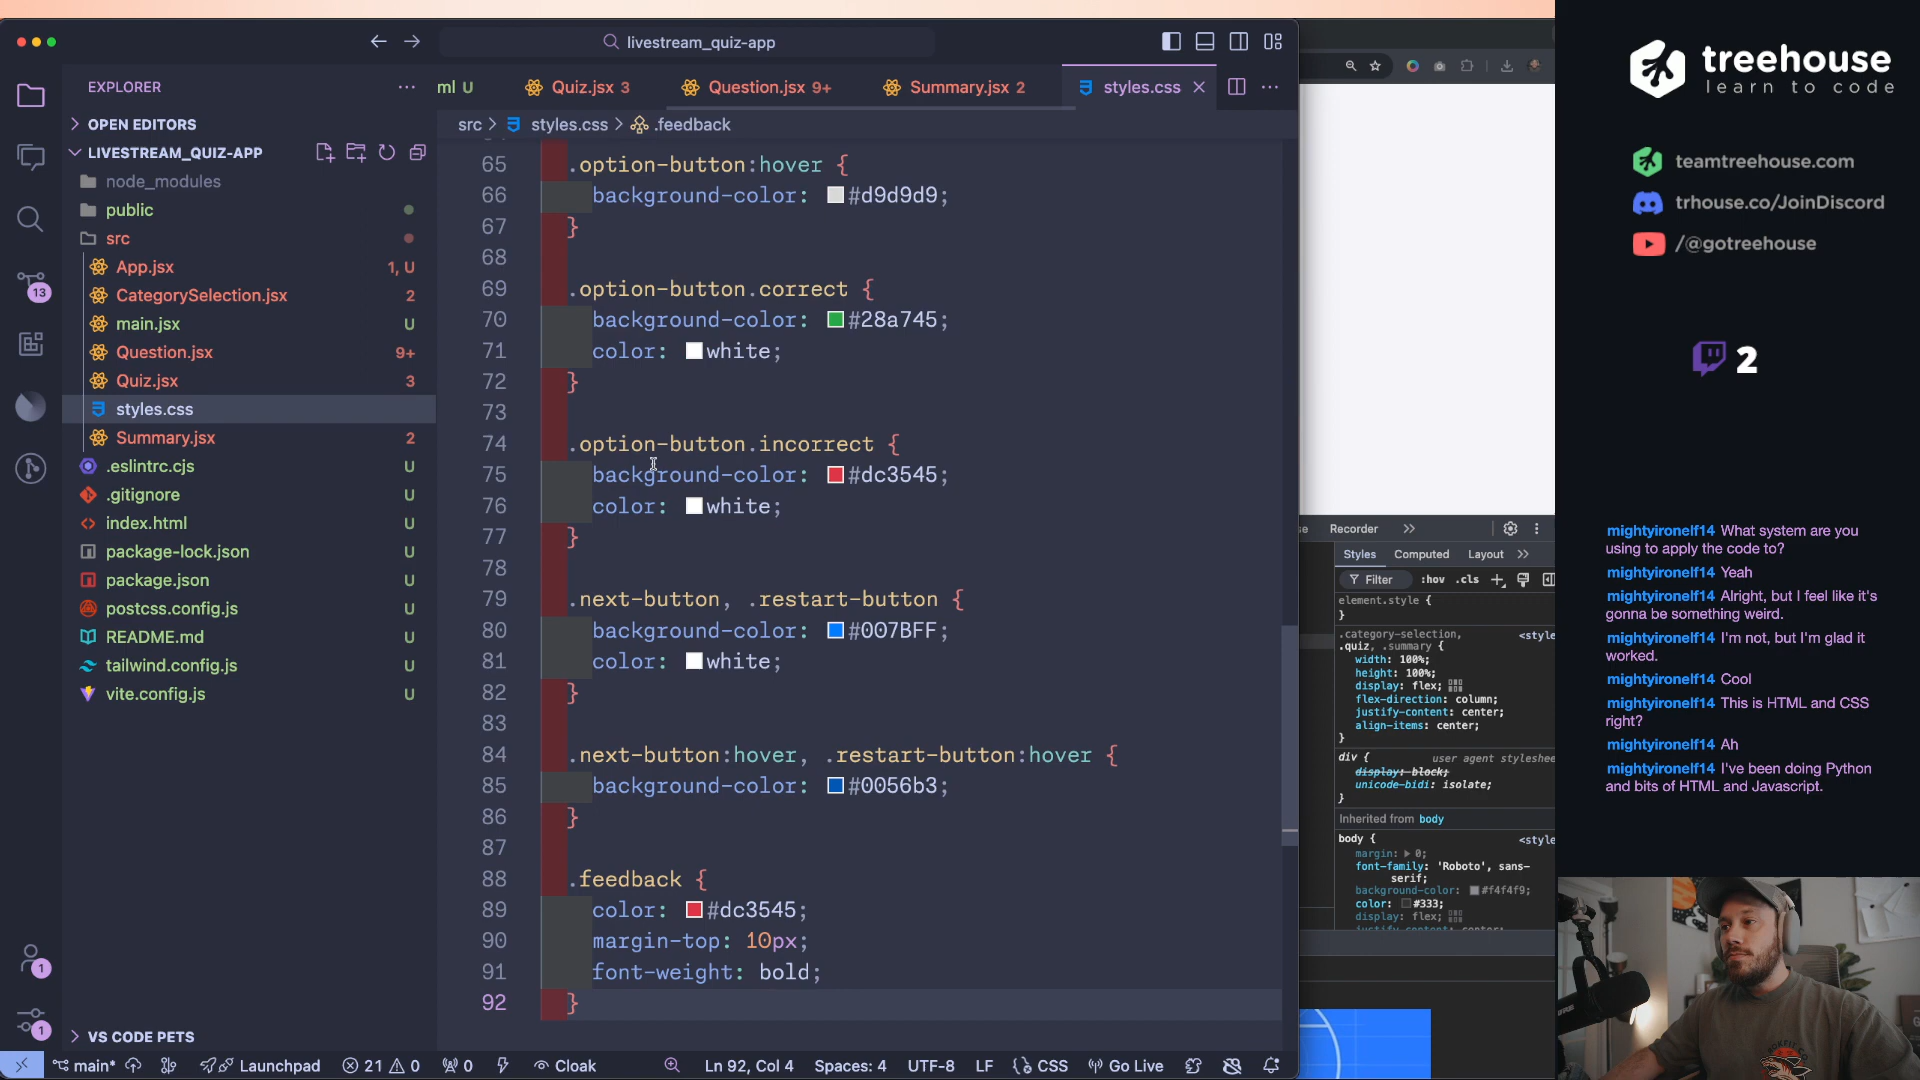 livestream_quiz-app
EXPLORER
ml U
Quiz.jsx 3
Question.jsx 9+
Summary.jsx 2
styles.css
OPEN EDITORS
LIVESTREAM_QUIZ-APP
node_modules
public
src
App.jsx 1, U
CategorySelection.jsx 2
main.jsx U
Question.jsx 9+
Quiz.jsx 3
styles.css
Summary.jsx 2
.eslintrc.cjs U
.gitignore U
index.html U
package-lock.json U
package.json U
postcss.config.js U
README.md U
tailwind.config.js U
vite.config.js U
VS CODE PETS
13
1
1
src > styles.css > .feedback
65 .option-button:hover {
66 background-color: #d9d9d9;
67 }
68
69 .option-button.correct {
70 background-color: #28a745;
71 color: white;
72 }
73
74 .option-button.incorrect {
75 background-color: #dc3545;
76 color: white;
77 }
78
79 .next-button, .restart-button {
80 background-color: #007BFF;
81 color: white;
82 }
83
84 .next-button:hover, .restart-button:hover {
85 background-color: #0056b3;
86 }
87
88 .feedback {
89 color: #dc3545;
90 margin-top: 10px;
91 font-weight: bold;
92 }
main* Launchpad 21 0 0 Cloak Ln 92, Col 4 Spaces: 4 UTF-8 LF CSS Go Live
se Recorder
Styles Computed Layout
Filter :hov .cls
element.style {
}
.category-selection, <style
.quiz, .summary {
width: 100%;
height: 100%;
display: flex;
flex-direction: column;
justify-content: center;
align-items: center;
}
div { user agent styleshee
display: block;
unicode-bidi: isolate;
}
Inherited from body
body { <style
margin: 0;
font-family: 'Roboto', sans-
serif;
background-color: #f4f4f9;
color: #333;
display: flex;
treehouse
learn to code
teamtreehouse.com
trhouse.co/JoinDiscord
/@gotreehouse
2
mightyironelf14 What system are you
using to apply the code to?
mightyironelf14 Yeah
mightyironelf14 Alright, but I feel like it's
gonna be something weird.
mightyironelf14 I'm not, but I'm glad it
worked.
mightyironelf14 Cool
mightyironelf14 This is HTML and CSS
right?
mightyironelf14 Ah
mightyironelf14 I've been doing Python
and bits of HTML and Javascript.